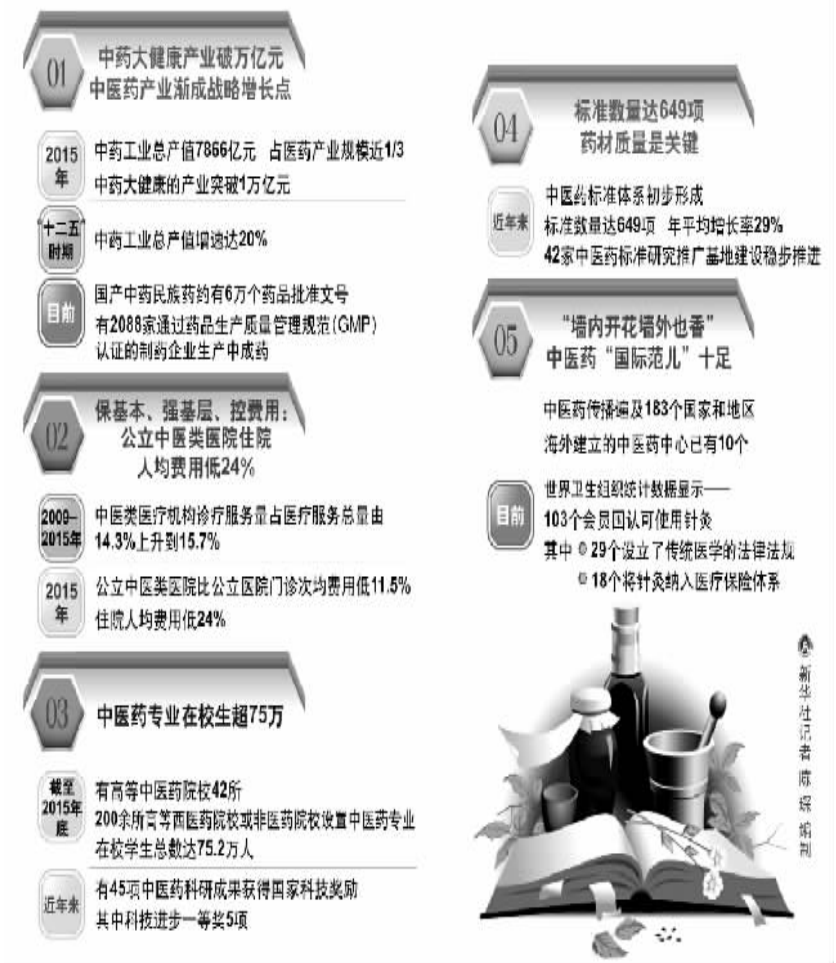 01
中药大健康产业破万亿元
中医药产业渐成战略增长点
2015
年
中药工业总产值7866亿元 占医药产业规模近1/3
中药大健康的产业突破1万亿元
"十二五"
时期
中药工业总产值增速达20%
目前
国产中药民族药约有6万个药品批准文号
有2088家通过药品生产质量管理规范(GMP)
认证的制药企业生产中成药
02
保基本、强基层、控费用:
公立中医类医院住院
人均费用低24%
2009—
2015年
中医类医疗机构诊疗服务量占医疗服务总量由
14.3%上升到15.7%
2015
年
公立中医类医院比公立医院门诊次均费用低11.5%
住院人均费用低24%
03
中医药专业在校生超75万
截至
2015年
底
有高等中医药院校42所
200余所高等西医药院校或非医药院校设置中医药专业
在校学生总数达75.2万人
近年来
有45项中医药科研成果获得国家科技奖励
其中科技进步一等奖5项
04
标准数量达649项
药材质量是关键
近年来
中医药标准体系初步形成
标准数量达649项 年平均增长率29%
42家中医药标准研究推广基地建设稳步推进
05
"墙内开花墙外也香"
中医药"国际范儿"十足
中医药传播遍及183个国家和地区
海外建立的中医药中心已有10个
目前
世界卫生组织统计数据显示——
103个会员国认可使用针灸
其中 29个设立了传统医学的法律法规
18个将针灸纳入医疗保险体系
新华社记者 陈琛 编制